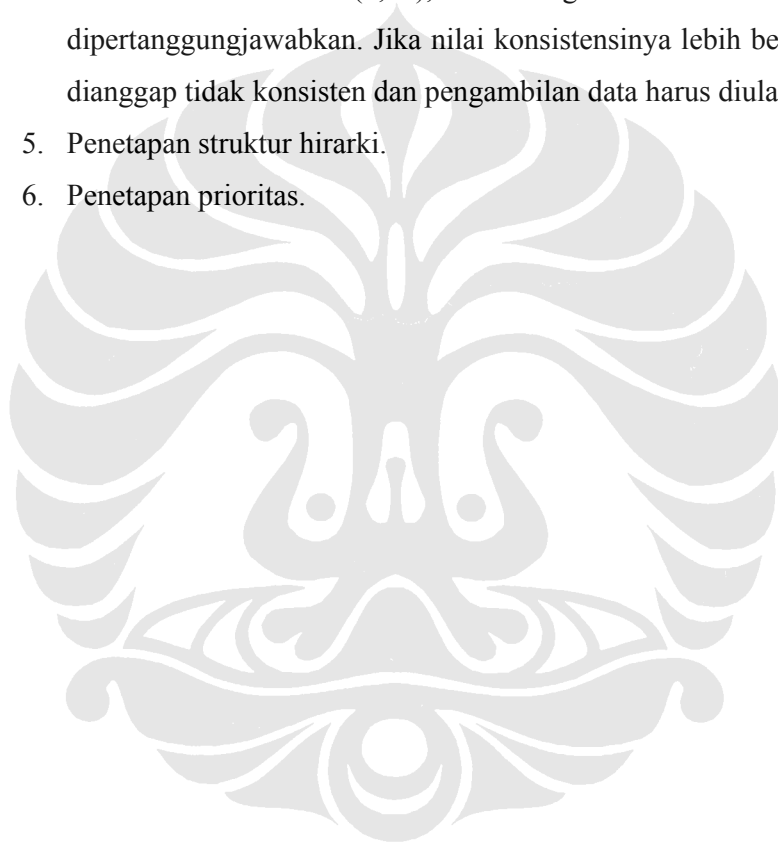 dipertanggungjawabkan. Jika nilai konsistensinya lebih be
dianggap tidak konsisten dan pengambilan data harus diula
5. Penetapan struktur hirarki.
6. Penetapan prioritas.